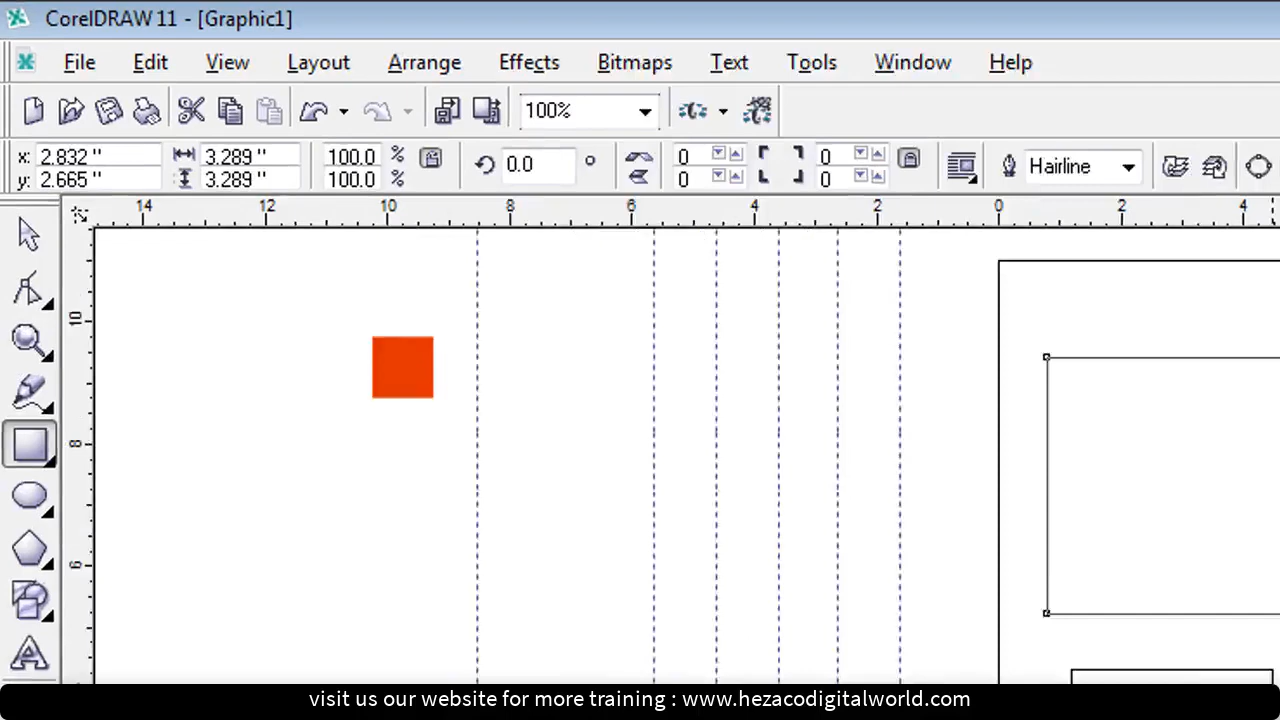 CorelDRAW 11 - [Graphic1]
File Edit View Layout Arrange Effects Bitmaps Text Tools Window Help
100%
x: 2.832 " 3.289 " 100.0 % 0.0 ° 0 0 Hairline
y: 2.665 " 3.289 " 100.0 % 0 0
14 12 10 8 6 4 2 0 2 4
10
8
6
visit us our website for more training : www.hezacodigitalworld.com